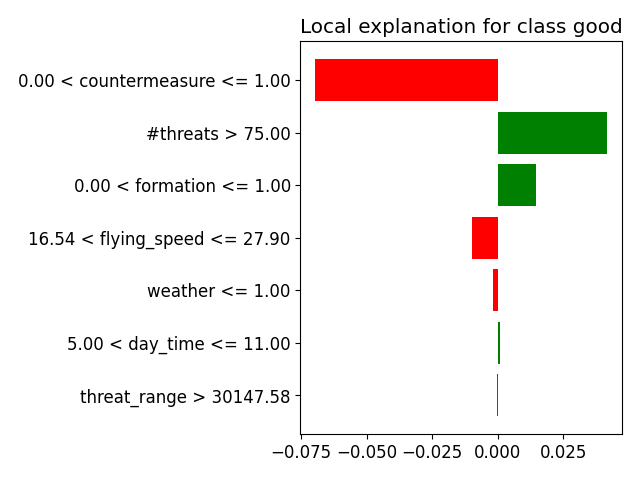 Local explanation for class good
0.00 < countermeasure <= 1.00
#threats > 75.00
0.00 < formation <= 1.00
16.54 < flying_speed <= 27.90
weather <= 1.00
5.00 < day_time <= 11.00
threat_range > 30147.58
−0.075 −0.050 −0.025 0.000 0.025